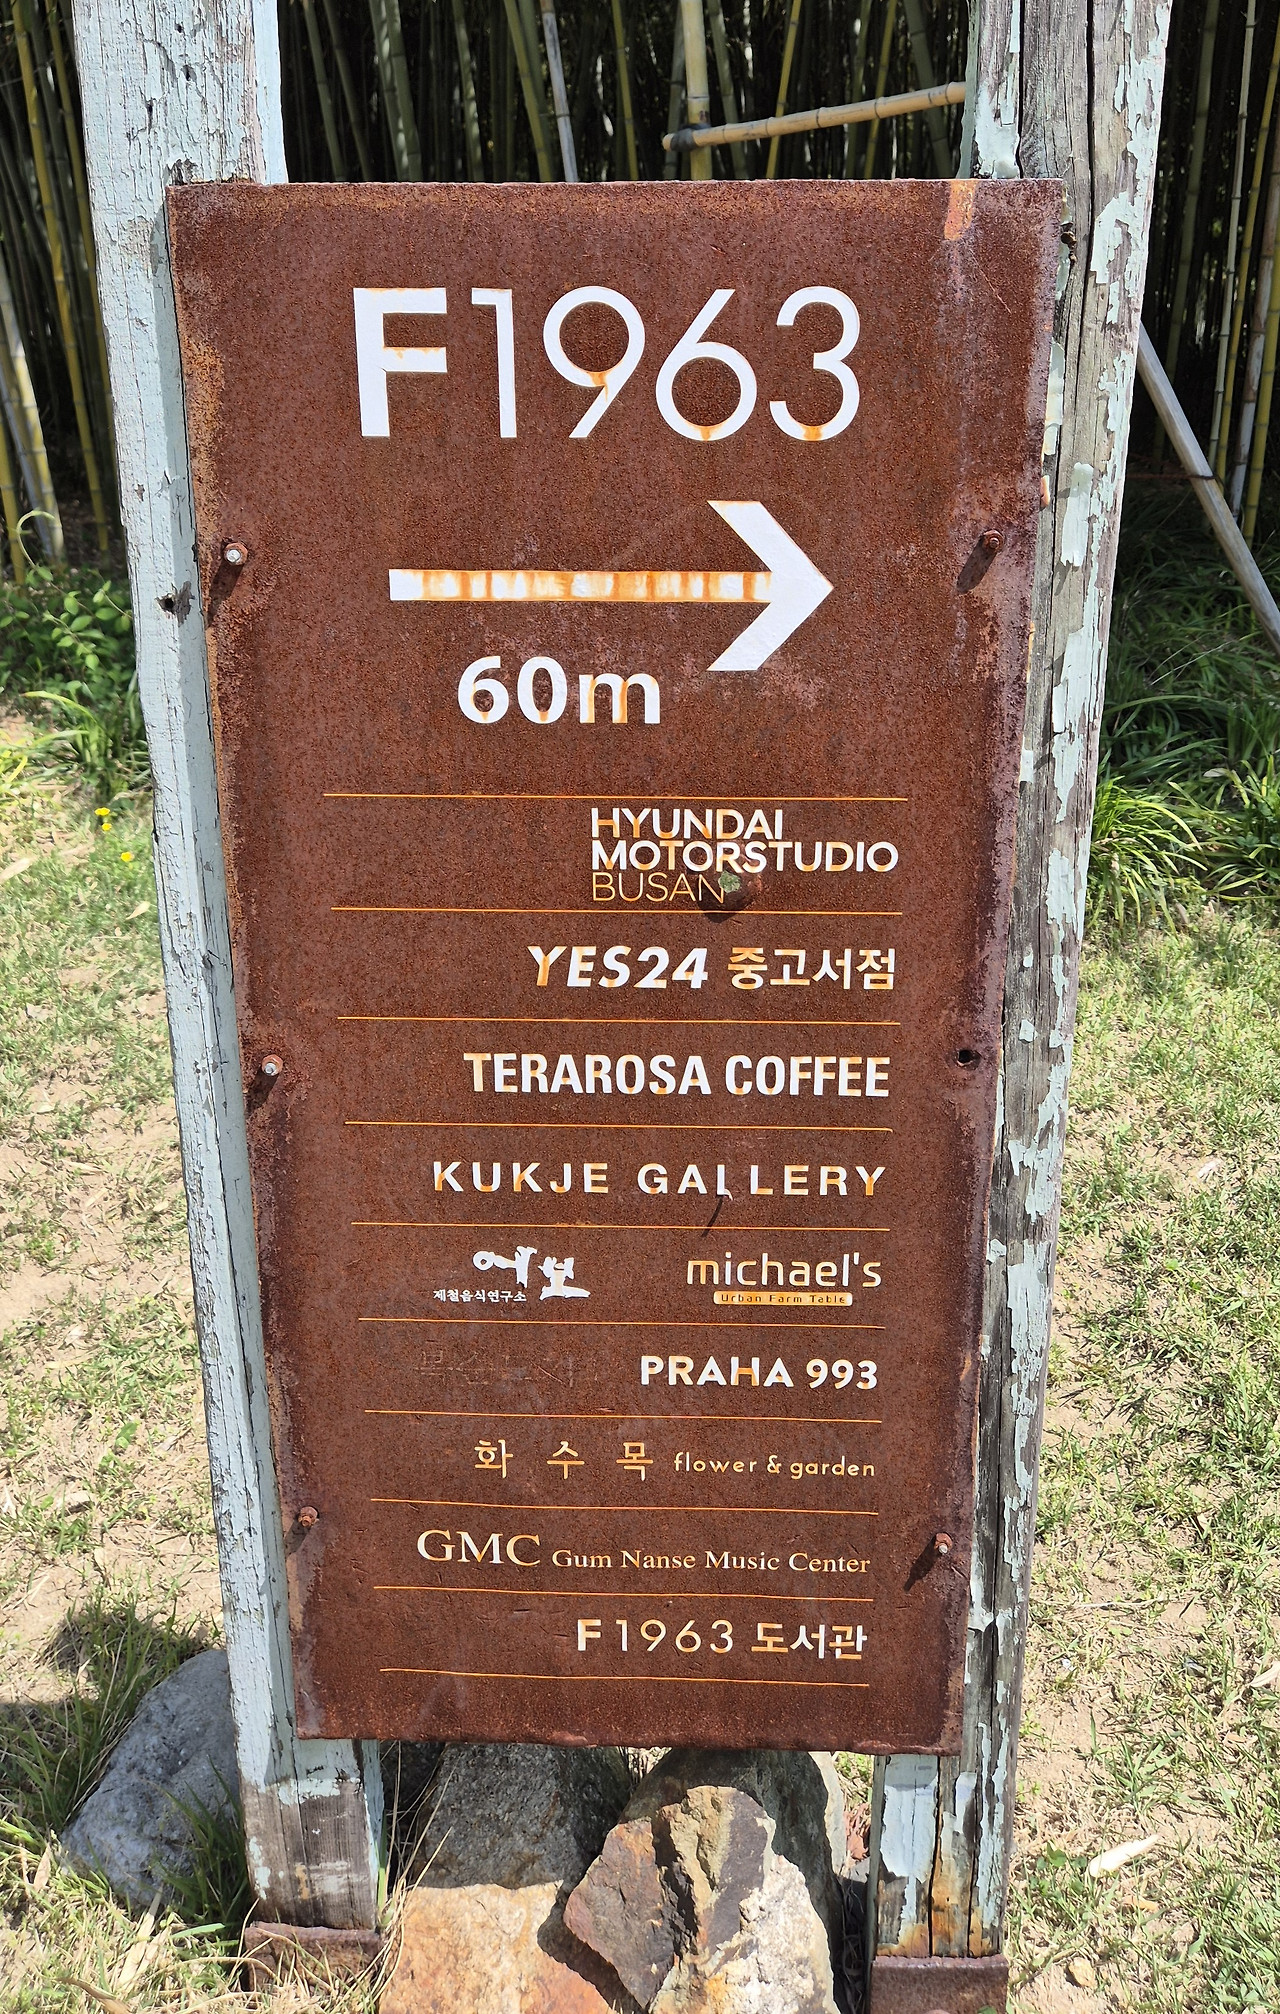 F1963
60m
HYUNDAI
MOTORSTUDIO
BUSAN
YES24 중고서점
TERAROSA COFFEE
KUKJE GALLERY
제철음식연구소 어보
michael's
Urban Farm Table
PRAHA 993
화 수 목 flower & garden
GMC Gum Nanse Music Center
F1963 도서관